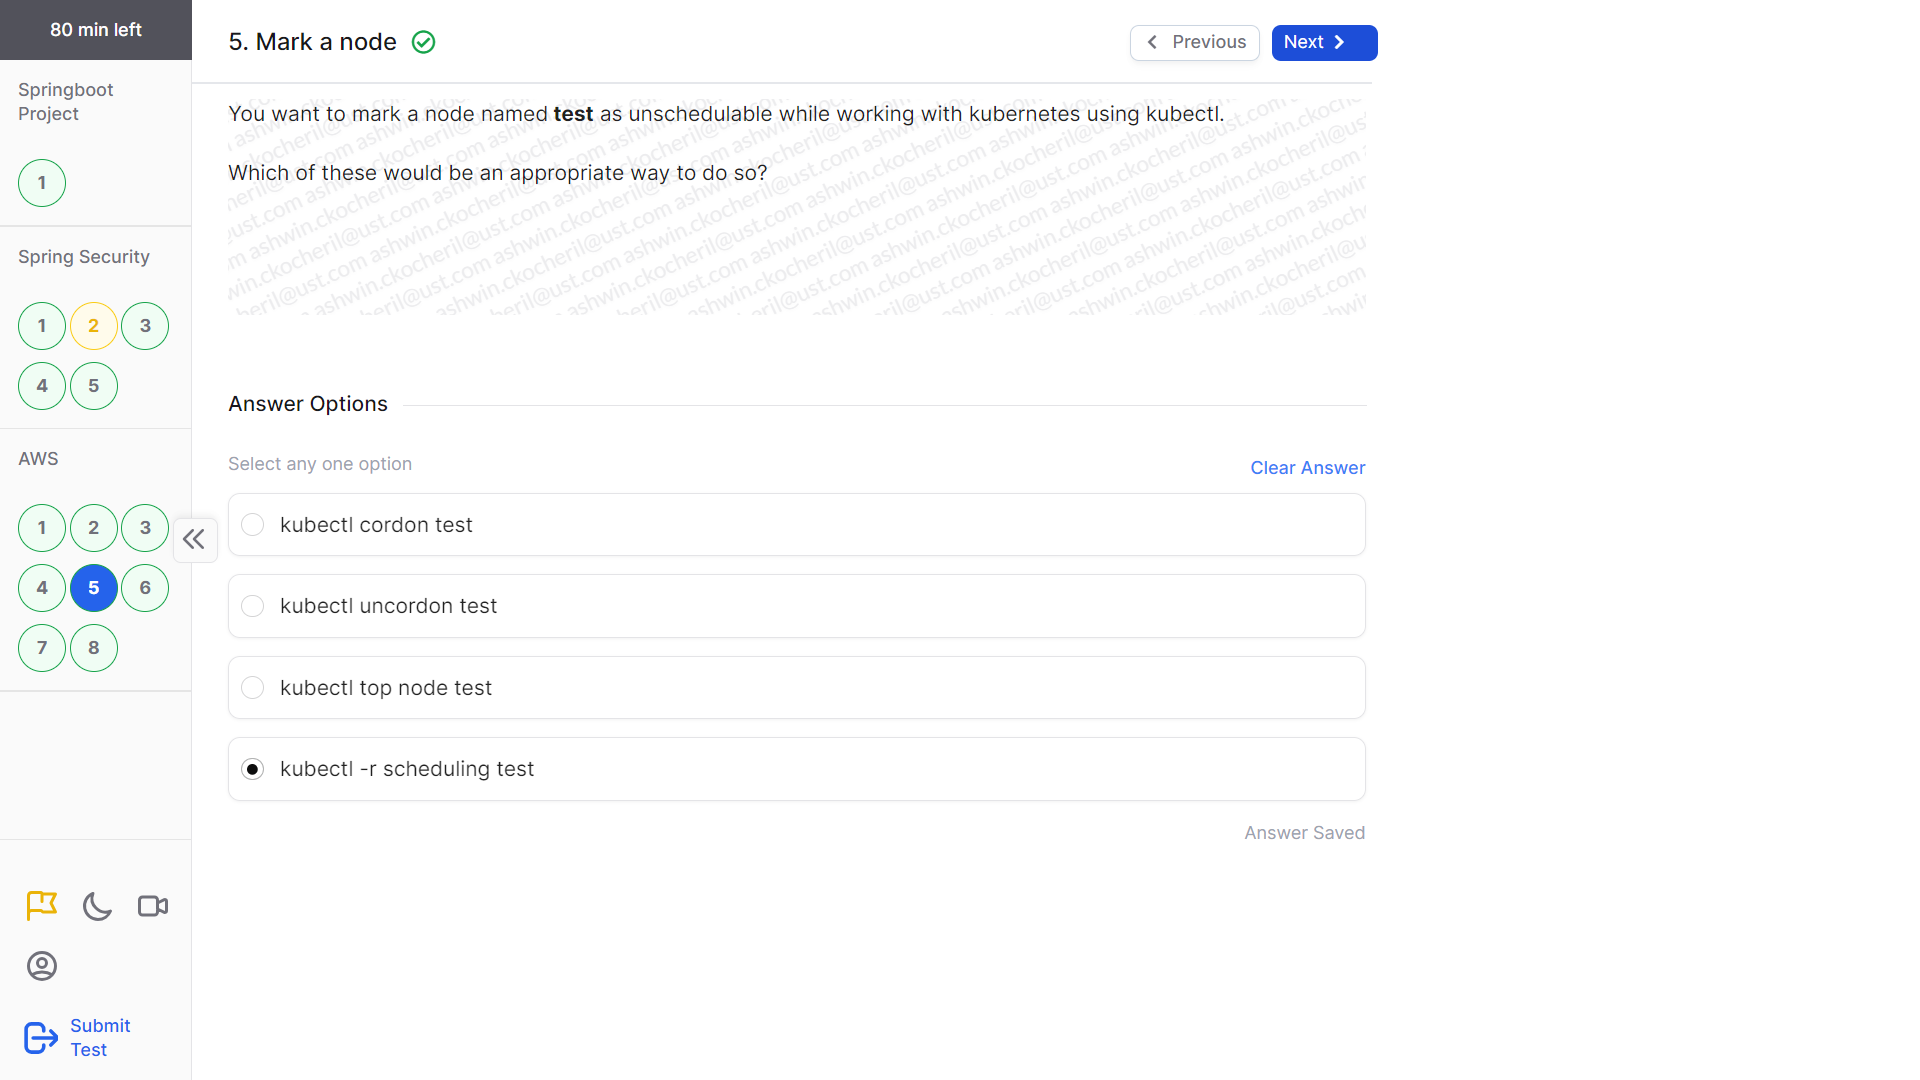 80 min left
Springboot
Project
1
Spring Security
1 2 3
4 5
AWS
1 2 3
4 5 6
7 8
Submit
Test
5. Mark a node
Previous
Next
You want to mark a node named test as unschedulable while working with kubernetes using kubectl.
Which of these would be an appropriate way to do so?
ashwin.ckocheril@ust.com
Answer Options
Select any one option
Clear Answer
kubectl cordon test
kubectl uncordon test
kubectl top node test
kubectl -r scheduling test
Answer Saved